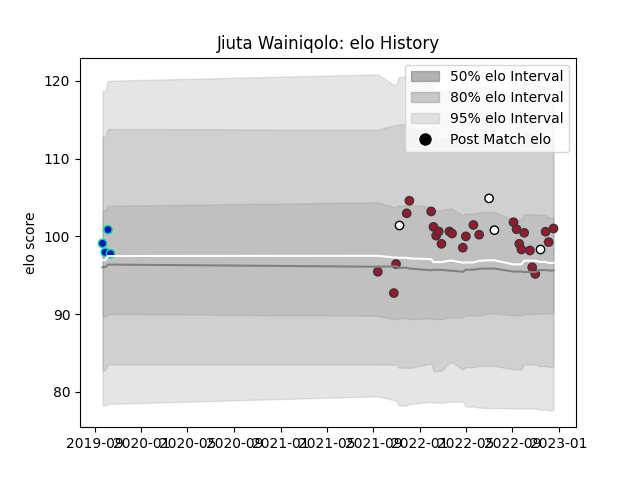 Jiuta Wainiqolo: elo History
120
110
100
90
80
elo score
50% elo Interval
80% elo Interval
95% elo Interval
Post Match elo
2019-09
2020-01
2020-05
2020-09
2021-01
2021-05
2021-09
2022-01
2022-05
2022-09
2023-01